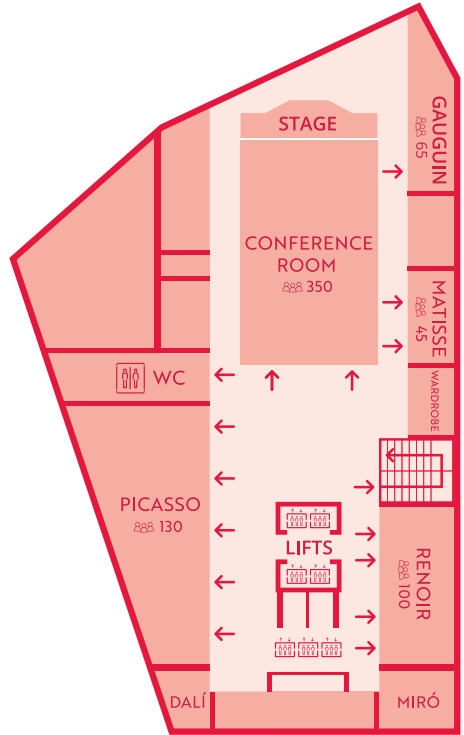 STAGE
GAUGUIN
65
CONFERENCE
ROOM
350
MATISSE
45
WC
WARDROBE
PICASSO
130
LIFTS
RENOIR
100
DALÍ
MIRÓ